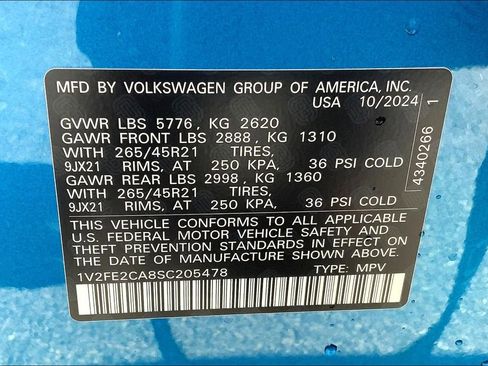 MFD BY VOLKSWAGEN GROUP OF AMERICA, INC.
USA 10/2024
GVWR LBS 5776 , KG 2620
GAWR FRONT LBS 2888 , KG 1310
WITH 265/45R21 TIRES,
9JX21 RIMS, AT 250 KPA, 36 PSI COLD
GAWR REAR LBS 2998 , KG 1360
WITH 265/45R21 TIRES,
9JX21 RIMS, AT 250 KPA, 36 PSI COLD
THIS VEHICLE CONFORMS TO ALL APPLICABLE
U.S. FEDERAL MOTOR VEHICLE SAFETY AND
THEFT PREVENTION STANDARDS IN EFFECT ON
THE DATE OF MANUFACTURE SHOWN ABOVE.
1V2FE2CA8SC205478 TYPE: MPV
4340266 1